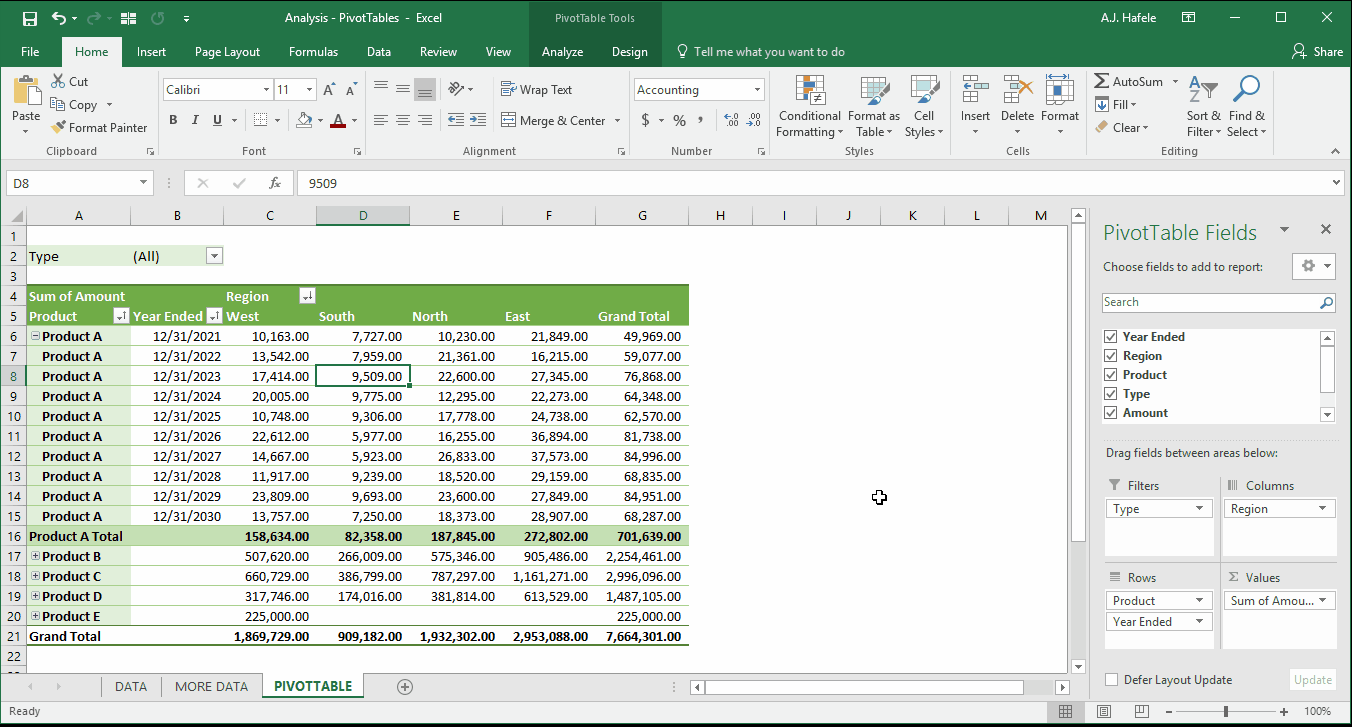 Analysis - PivotTables - Excel
PivotTable Tools
A.J. Hafele
File Home Insert Page Layout Formulas Data Review View Analyze Design Tell me what you want to do Share
Paste
Cut
Copy
Format Painter
Clipboard
Calibri 11
B I U
Font
Wrap Text
Merge & Center
Alignment
Accounting
$ % ,
Number
Conditional Formatting
Format as Table
Cell Styles
Styles
Insert Delete Format
Cells
AutoSum
Fill
Clear
Sort & Filter
Find & Select
Editing
D8 fx 9509
A B C D E F G H I J K L M
1
2 Type (All)
3
4 Sum of Amount Region
5 Product Year Ended West South North East Grand Total
6 Product A 12/31/2021 10,163.00 7,727.00 10,230.00 21,849.00 49,969.00
7 Product A 12/31/2022 13,542.00 7,959.00 21,361.00 16,215.00 59,077.00
8 Product A 12/31/2023 17,414.00 9,509.00 22,600.00 27,345.00 76,868.00
9 Product A 12/31/2024 20,005.00 9,775.00 12,295.00 22,273.00 64,348.00
10 Product A 12/31/2025 10,748.00 9,306.00 17,778.00 24,738.00 62,570.00
11 Product A 12/31/2026 22,612.00 5,977.00 16,255.00 36,894.00 81,738.00
12 Product A 12/31/2027 14,667.00 5,923.00 26,833.00 37,573.00 84,996.00
13 Product A 12/31/2028 11,917.00 9,239.00 18,520.00 29,159.00 68,835.00
14 Product A 12/31/2029 23,809.00 9,693.00 23,600.00 27,849.00 84,951.00
15 Product A 12/31/2030 13,757.00 7,250.00 18,373.00 28,907.00 68,287.00
16 Product A Total 158,634.00 82,358.00 187,845.00 272,802.00 701,639.00
17 Product B 507,620.00 266,009.00 575,346.00 905,486.00 2,254,461.00
18 Product C 660,729.00 386,799.00 787,297.00 1,161,271.00 2,996,096.00
19 Product D 317,746.00 174,016.00 381,814.00 613,529.00 1,487,105.00
20 Product E 225,000.00 225,000.00
21 Grand Total 1,869,729.00 909,182.00 1,932,302.00 2,953,088.00 7,664,301.00
22
PivotTable Fields
Choose fields to add to report:
Search
Year Ended
Region
Product
Type
Amount
Drag fields between areas below:
Filters Columns
Type Region
Rows Values
Product Sum of Amou...
Year Ended
Defer Layout Update Update
DATA MORE DATA PIVOTTABLE
Ready 100%